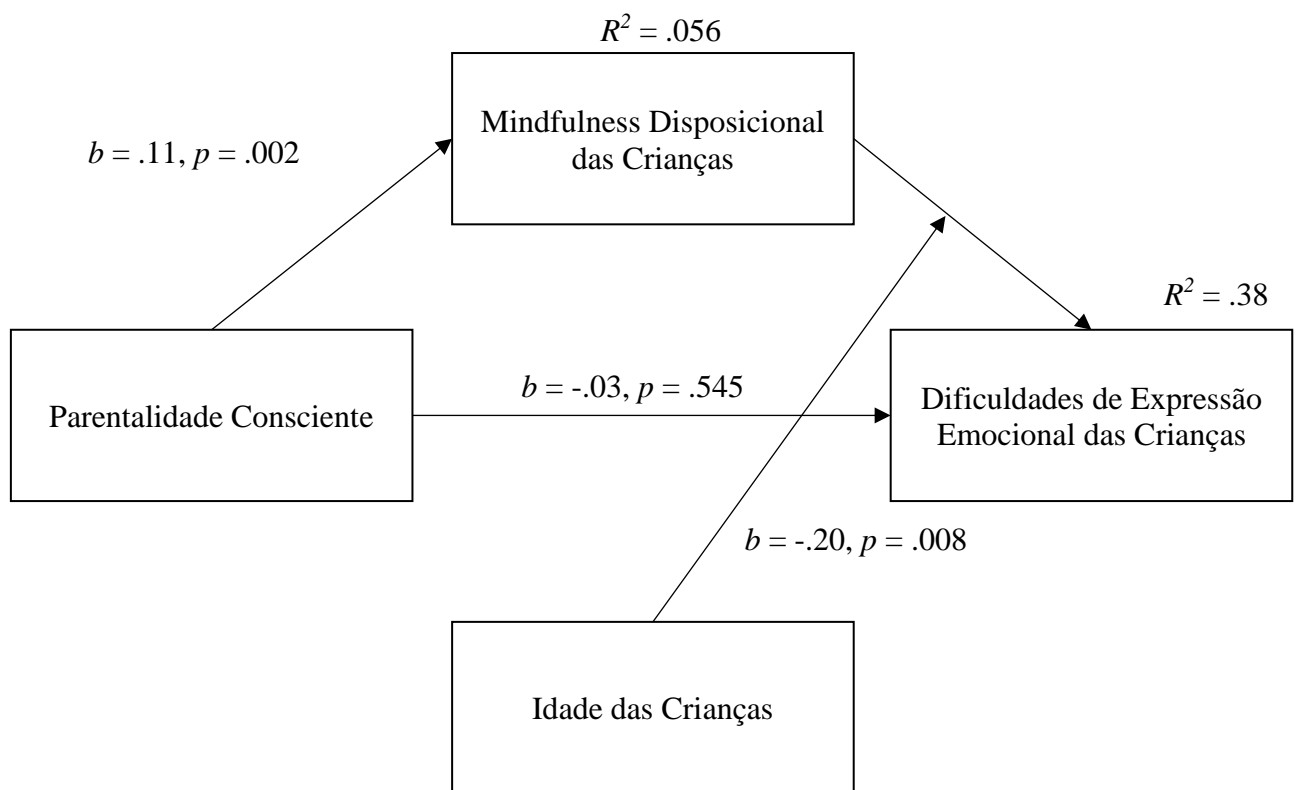 R² = .056
Mindfulness Disposicional
das Crianças
b = .11, p = .002
R² = .38
Parentalidade Consciente
b = -.03, p = .545
Dificuldades de Expressão
Emocional das Crianças
b = -.20, p = .008
Idade das Crianças